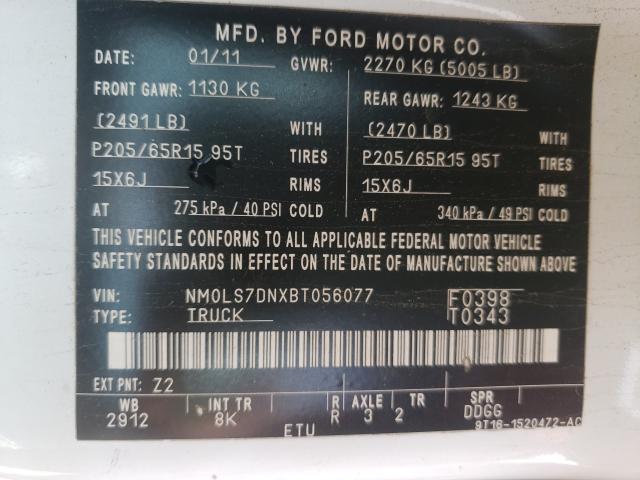 MFD. BY FORD MOTOR CO.
DATE: 01/11 GVWR: 2270 KG (5005 LB)
FRONT GAWR: 1130 KG REAR GAWR: 1243 KG
(2491 LB) WITH (2470 LB) WITH
P205/65R15 95T TIRES P205/65R15 95T TIRES
15X6J RIMS 15X6J RIMS
AT 275 kPa / 40 PSI COLD AT 340 kPa / 49 PSI COLD
THIS VEHICLE CONFORMS TO ALL APPLICABLE FEDERAL MOTOR VEHICLE
SAFETY STANDARDS IN EFFECT ON THE DATE OF MANUFACTURE SHOWN ABOVE
VIN: NM0LS7DNXBT056077 F0398
TYPE: TRUCK T0343
EXT PNT: Z2
WB INT TR R AXLE TR SPR
2912 8K R 3 2 DDGG
ETU 9T16-1520472-AC